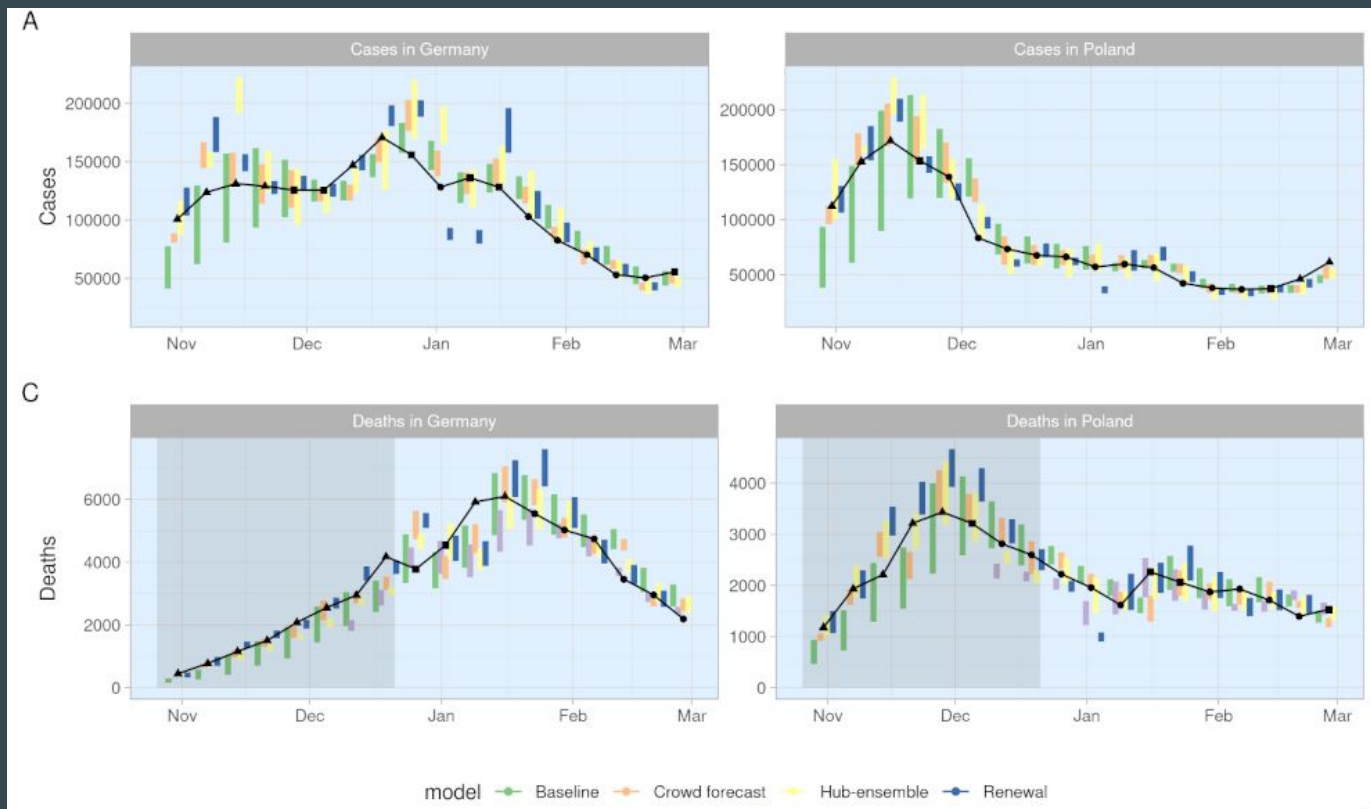 A
Cases in Germany
Cases in Poland
200000
150000
100000
50000
Cases
Nov Dec Jan Feb Mar
200000
150000
100000
50000
Nov Dec Jan Feb Mar
C
Deaths in Germany
Deaths in Poland
6000
4000
2000
0
Deaths
Nov Dec Jan Feb Mar
4000
3000
2000
1000
0
Nov Dec Jan Feb Mar
model Baseline Crowd forecast Hub-ensemble Renewal